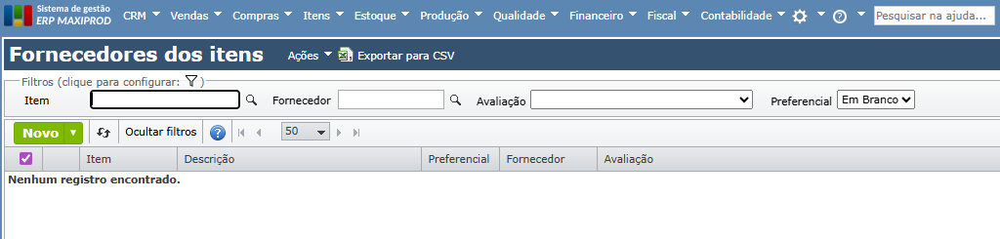 Sistema de gestão
ERP MAXIPROD
CRM Vendas Compras Itens Estoque Produção Qualidade Financeiro Fiscal Contabilidade Pesquisar na ajuda...
Fornecedores dos itens Ações Exportar para CSV
Filtros (clique para configurar: )
Item Fornecedor Avaliação Preferencial Em Branco
Novo Ocultar filtros ? 50
Item Descrição Preferencial Fornecedor Avaliação
Nenhum registro encontrado.